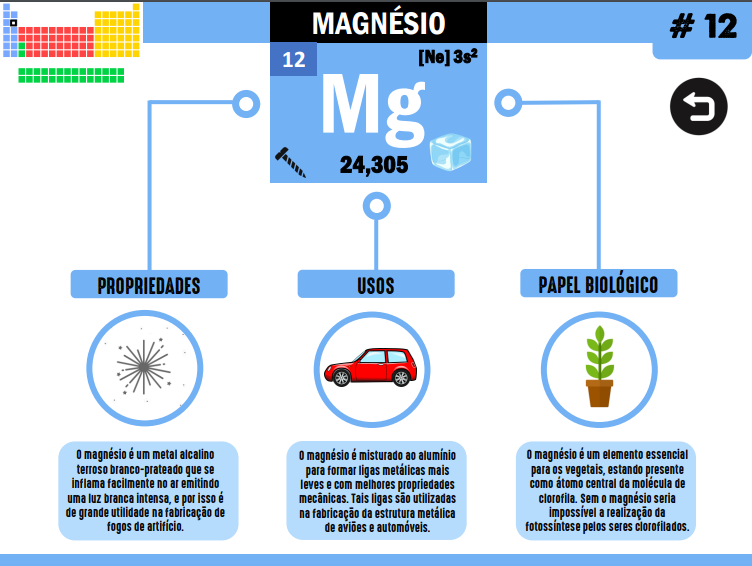 MAGNÉSIO
# 12
12
[Ne] 3s²
Mg
24,305
PROPRIEDADES
USOS
PAPEL BIOLÓGICO
O magnésio é um metal alcalino
terroso branco-prateado que se
inflama facilmente no ar emitindo
uma luz branca intensa, e por isso é
de grande utilidade na fabricação de
fogos de artifício.
O magnésio é misturado ao alumínio
para formar ligas metálicas mais
leves e com melhores propriedades
mecânicas. Tais ligas são utilizadas
na fabricação da estrutura metálica
de aviões e automóveis.
O magnésio é um elemento essencial
para os vegetais, estando presente
como átomo central da molécula de
clorofila. Sem o magnésio seria
impossível a realização da
fotossíntese pelos seres clorofilados.